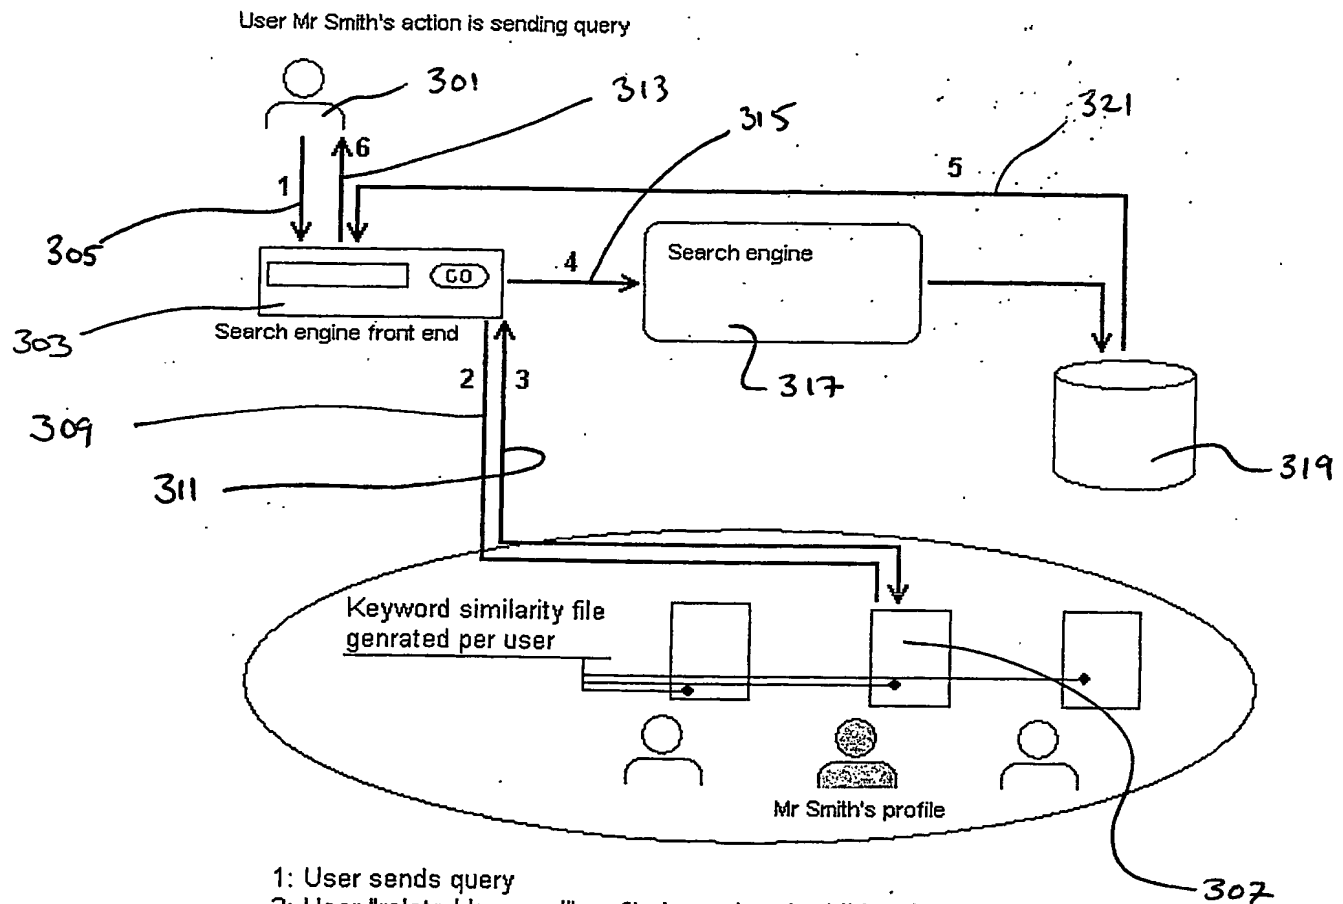 User Mr Smith's action is sending query
301
313
315
321
6
5
1
305
GO
4
Search engine
303
Search engine front end
2
3
317
309
319
311
Keyword similarity file
genrated per user
Mr Smith's profile
1: User sends query
307